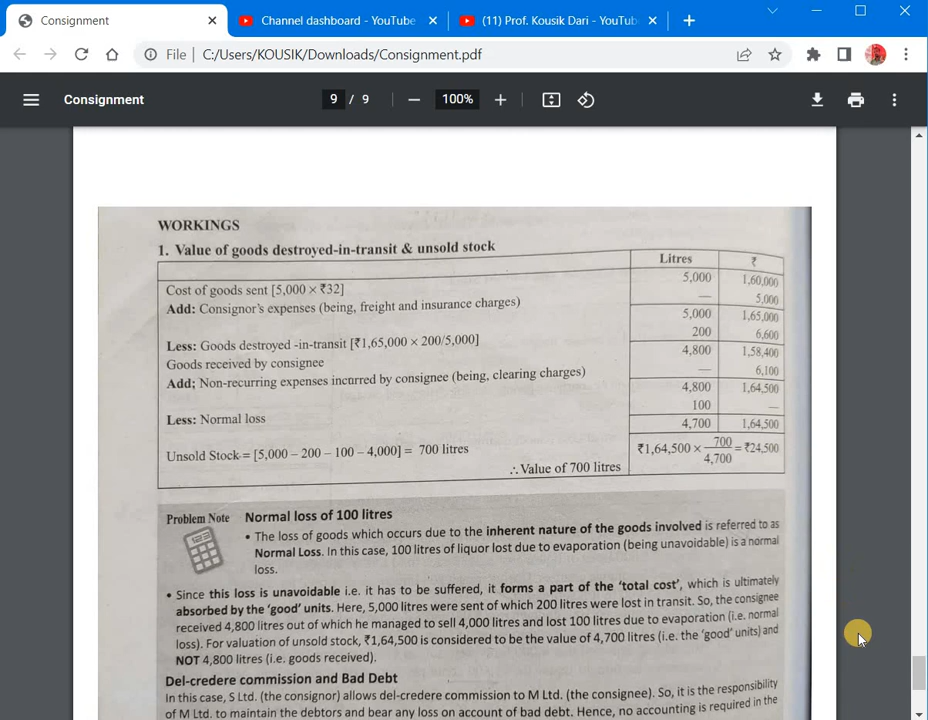 Consignment
Channel dashboard - YouTube
(11) Prof. Kousik Dari - YouTub
File
C:/Users/KOUSIK/Downloads/Consignment.pdf
Consignment
9 / 9
100%
WORKINGS
1. Value of goods destroyed-in-transit & unsold stock
Litres ₹
Cost of goods sent [5,000 × ₹32] 5,000 1,60,000
Add: Consignor's expenses (being, freight and insurance charges) — 5,000
5,000 1,65,000
Less: Goods destroyed -in-transit [₹1,65,000 × 200/5,000] 200 6,600
Goods received by consignee 4,800 1,58,400
Add; Non-recurring expenses incurred by consignee (being, clearing charges) — 6,100
4,800 1,64,500
Less: Normal loss 100 —
4,700 1,64,500
Unsold Stock = [5,000 – 200 – 100 – 4,000] = 700 litres
∴ Value of 700 litres ₹1,64,500 × 700/4,700 = ₹24,500
Problem Note
Normal loss of 100 litres
• The loss of goods which occurs due to the inherent nature of the goods involved is referred to as
Normal Loss. In this case, 100 litres of liquor lost due to evaporation (being unavoidable) is a normal
loss.
• Since this loss is unavoidable i.e. it has to be suffered, it forms a part of the 'total cost', which is ultimately
absorbed by the 'good' units. Here, 5,000 litres were sent of which 200 litres were lost in transit. So, the consignee
received 4,800 litres out of which he managed to sell 4,000 litres and lost 100 litres due to evaporation (i.e. normal
loss). For valuation of unsold stock, ₹1,64,500 is considered to be the value of 4,700 litres (i.e. the 'good' units) and
NOT 4,800 litres (i.e. goods received).
Del-credere commission and Bad Debt
In this case, S Ltd. (the consignor) allows del-credere commission to M Ltd. (the consignee). So, it is the responsibility
of M Ltd. to maintain the debtors and bear any loss on account of bad debt. Hence, no accounting is required in the